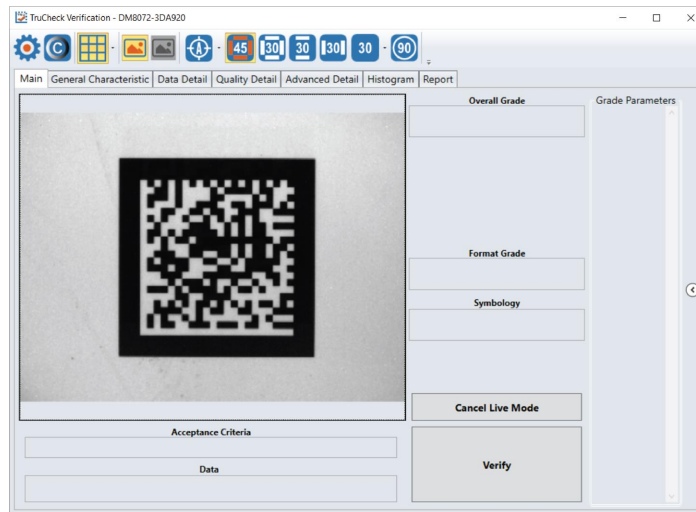 TruCheck Verification - DM8072-3DA920
45 30 30 30 30 90
Main General Characteristic Data Detail Quality Detail Advanced Detail Histogram Report
Overall Grade
Grade Parameters
Format Grade
Symbology
Cancel Live Mode
Acceptance Criteria
Data
Verify